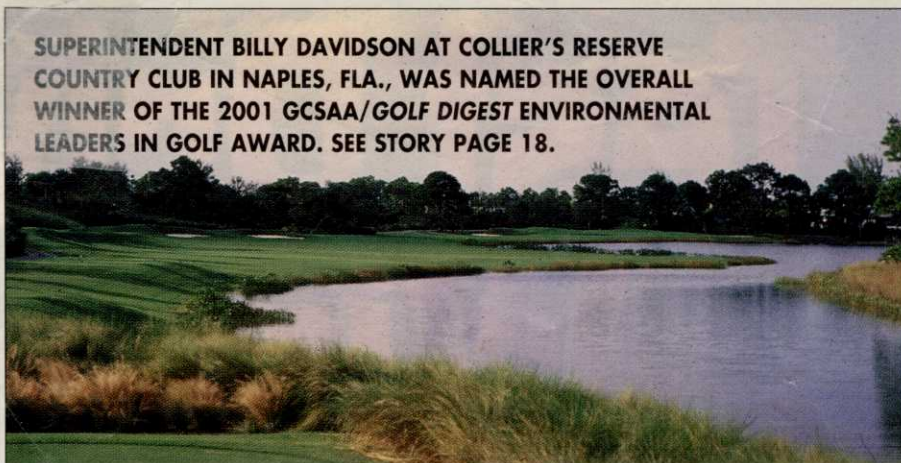 SUPERINTENDENT BILLY DAVIDSON AT COLLIER'S RESERVE
COUNTRY CLUB IN NAPLES, FLA., WAS NAMED THE OVERALL
WINNER OF THE 2001 GCSAA/GOLF DIGEST ENVIRONMENTAL
LEADERS IN GOLF AWARD. SEE STORY PAGE 18.